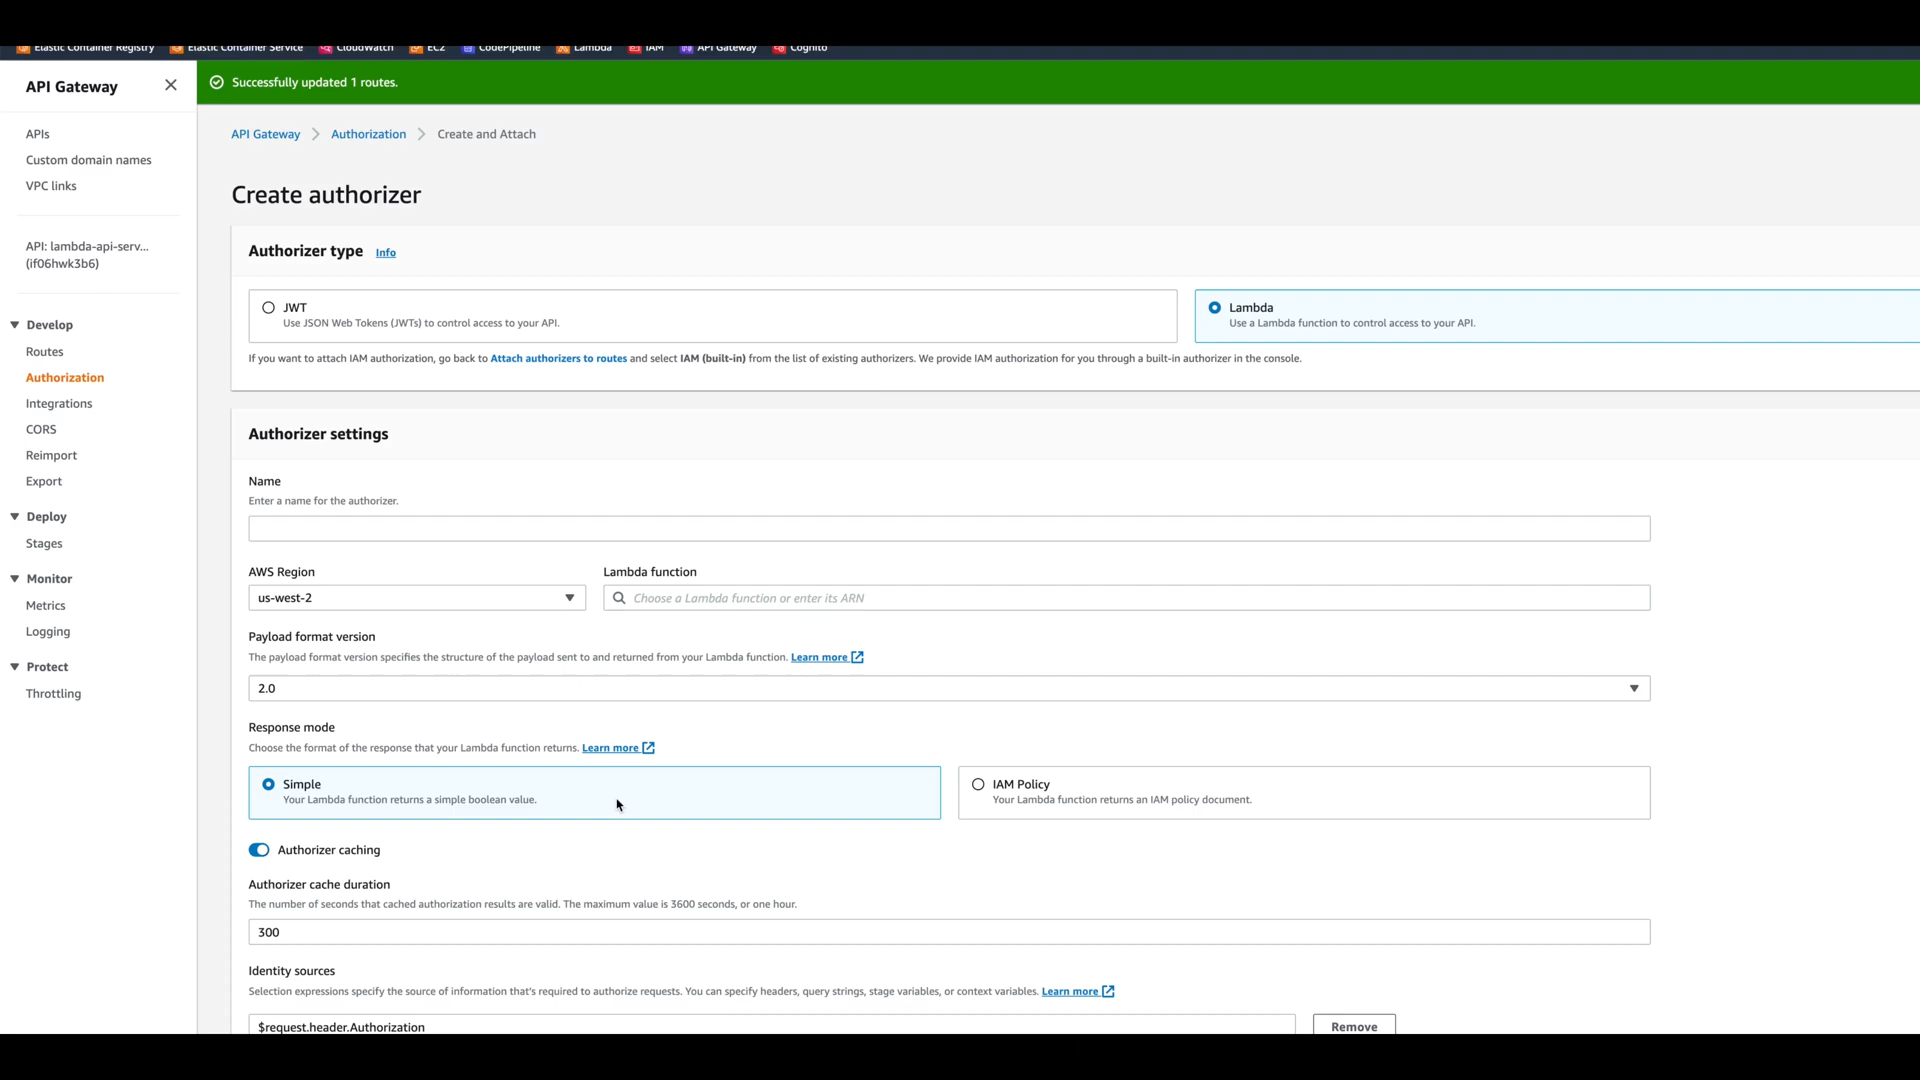 Elastic Container Registry Elastic Container Service CloudWatch EC2 CodePipeline Lambda IAM API Gateway Cognito
API Gateway
Successfully updated 1 routes.
API Gateway Authorization Create and Attach
APIs
Custom domain names
VPC links
API: lambda-api-serv...
(if06hwk3b6)
Develop
Routes
Authorization
Integrations
CORS
Reimport
Export
Deploy
Stages
Monitor
Metrics
Logging
Protect
Throttling
Create authorizer
Authorizer type Info
JWT
Use JSON Web Tokens (JWTs) to control access to your API.
Lambda
Use a Lambda function to control access to your API.
If you want to attach IAM authorization, go back to Attach authorizers to routes and select IAM (built-in) from the list of existing authorizers. We provide IAM authorization for you through a built-in authorizer in the console.
Authorizer settings
Name
Enter a name for the authorizer.
AWS Region
us-west-2
Lambda function
Choose a Lambda function or enter its ARN
Payload format version
The payload format version specifies the structure of the payload sent to and returned from your Lambda function. Learn more
2.0
Response mode
Choose the format of the response that your Lambda function returns. Learn more
Simple
Your Lambda function returns a simple boolean value.
IAM Policy
Your Lambda function returns an IAM policy document.
Authorizer caching
Authorizer cache duration
The number of seconds that cached authorization results are valid. The maximum value is 3600 seconds, or one hour.
300
Identity sources
Selection expressions specify the source of information that's required to authorize requests. You can specify headers, query strings, stage variables, or context variables. Learn more
$request.header.Authorization
Remove